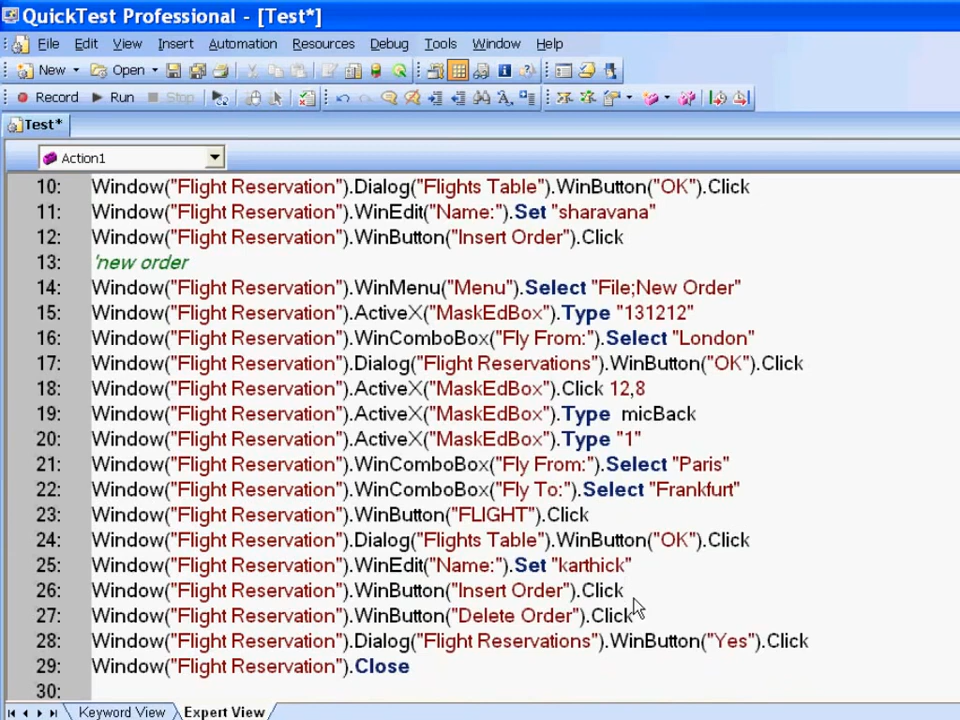 QuickTest Professional - [Test*]
File Edit View Insert Automation Resources Debug Tools Window Help
New Open
Record Run Stop
Test*
Action1
10: Window("Flight Reservation").Dialog("Flights Table").WinButton("OK").Click
11: Window("Flight Reservation").WinEdit("Name:").Set "sharavana"
12: Window("Flight Reservation").WinButton("Insert Order").Click
13: 'new order
14: Window("Flight Reservation").WinMenu("Menu").Select "File;New Order"
15: Window("Flight Reservation").ActiveX("MaskEdBox").Type "131212"
16: Window("Flight Reservation").WinComboBox("Fly From:").Select "London"
17: Window("Flight Reservation").Dialog("Flight Reservations").WinButton("OK").Click
18: Window("Flight Reservation").ActiveX("MaskEdBox").Click 12,8
19: Window("Flight Reservation").ActiveX("MaskEdBox").Type micBack
20: Window("Flight Reservation").ActiveX("MaskEdBox").Type "1"
21: Window("Flight Reservation").WinComboBox("Fly From:").Select "Paris"
22: Window("Flight Reservation").WinComboBox("Fly To:").Select "Frankfurt"
23: Window("Flight Reservation").WinButton("FLIGHT").Click
24: Window("Flight Reservation").Dialog("Flights Table").WinButton("OK").Click
25: Window("Flight Reservation").WinEdit("Name:").Set "karthick"
26: Window("Flight Reservation").WinButton("Insert Order").Click
27: Window("Flight Reservation").WinButton("Delete Order").Click
28: Window("Flight Reservation").Dialog("Flight Reservations").WinButton("Yes").Click
29: Window("Flight Reservation").Close
30:
Keyword View Expert View